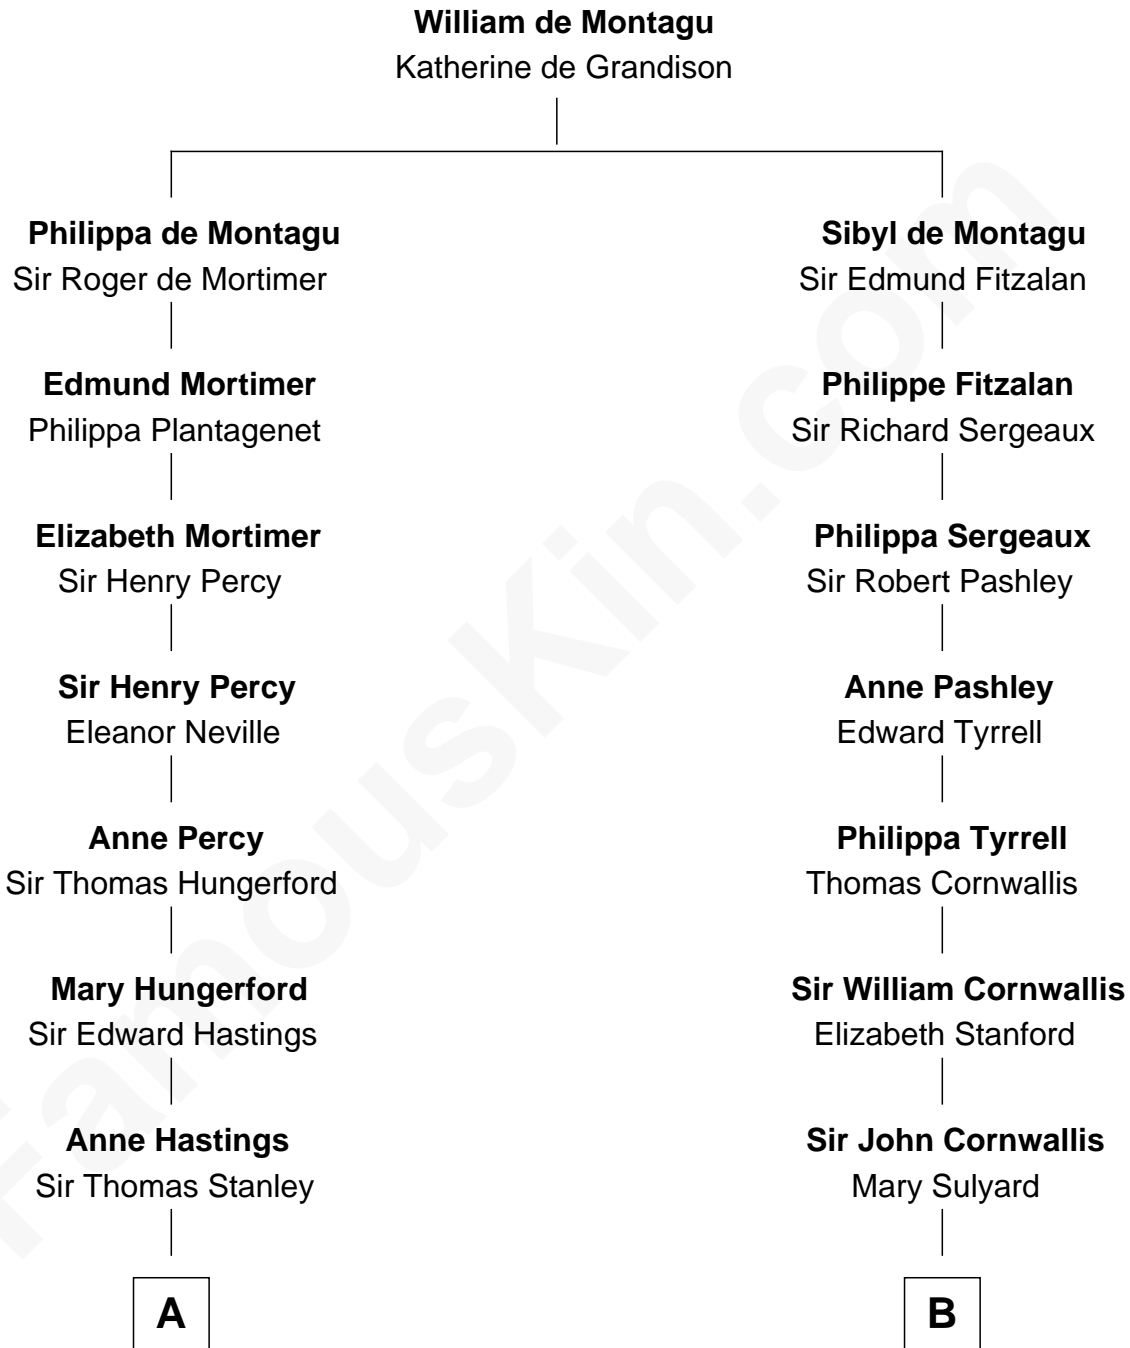 William de Montagu
Katherine de Grandison
Philippa de Montagu
Sir Roger de Mortimer
Sibyl de Montagu
Sir Edmund Fitzalan
Edmund Mortimer
Philippa Plantagenet
Philippe Fitzalan
Sir Richard Sergeaux
Elizabeth Mortimer
Sir Henry Percy
Philippa Sergeaux
Sir Robert Pashley
Sir Henry Percy
Eleanor Neville
Anne Pashley
Edward Tyrrell
Anne Percy
Sir Thomas Hungerford
Philippa Tyrrell
Thomas Cornwallis
Mary Hungerford
Sir Edward Hastings
Sir William Cornwallis
Elizabeth Stanford
Anne Hastings
Sir Thomas Stanley
Sir John Cornwallis
Mary Sulyard
A
B
FamousKin.com